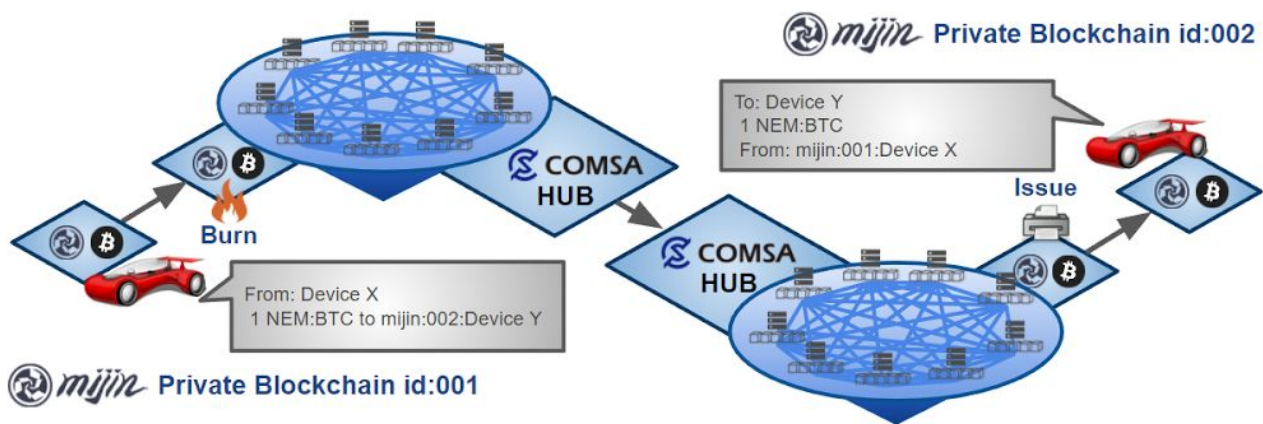 mijin Private Blockchain id:002
To: Device Y
1 NEM:BTC
From: mijin:001:Device X
COMSA
HUB
Issue
Burn
COMSA
HUB
From: Device X
1 NEM:BTC to mijin:002:Device Y
mijin Private Blockchain id:001